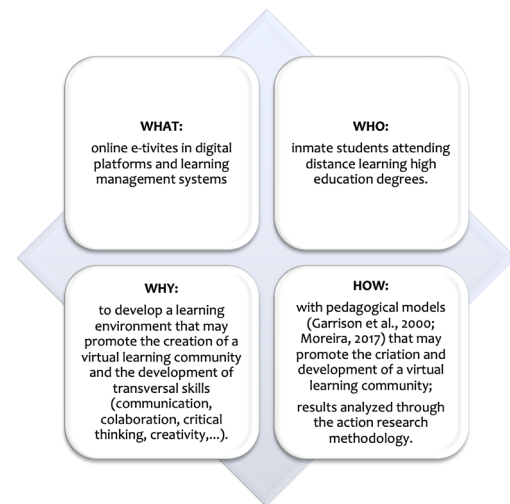 WHAT:
online e-tivites in digital
platforms and learning
management systems
WHO:
inmate students attending
distance learning high
education degrees.
WHY:
to develop a learning
environment that may
promote the creation of a
virtual learning community
and the development of
transversal skills
(communication,
colaboration, critical
thinking, creativity,...).
HOW:
with pedagogical models
(Garrison et al., 2000;
Moreira, 2017) that may
promote the criation and
development of a virtual
learning community;
results analyzed through
the action research
methodology.